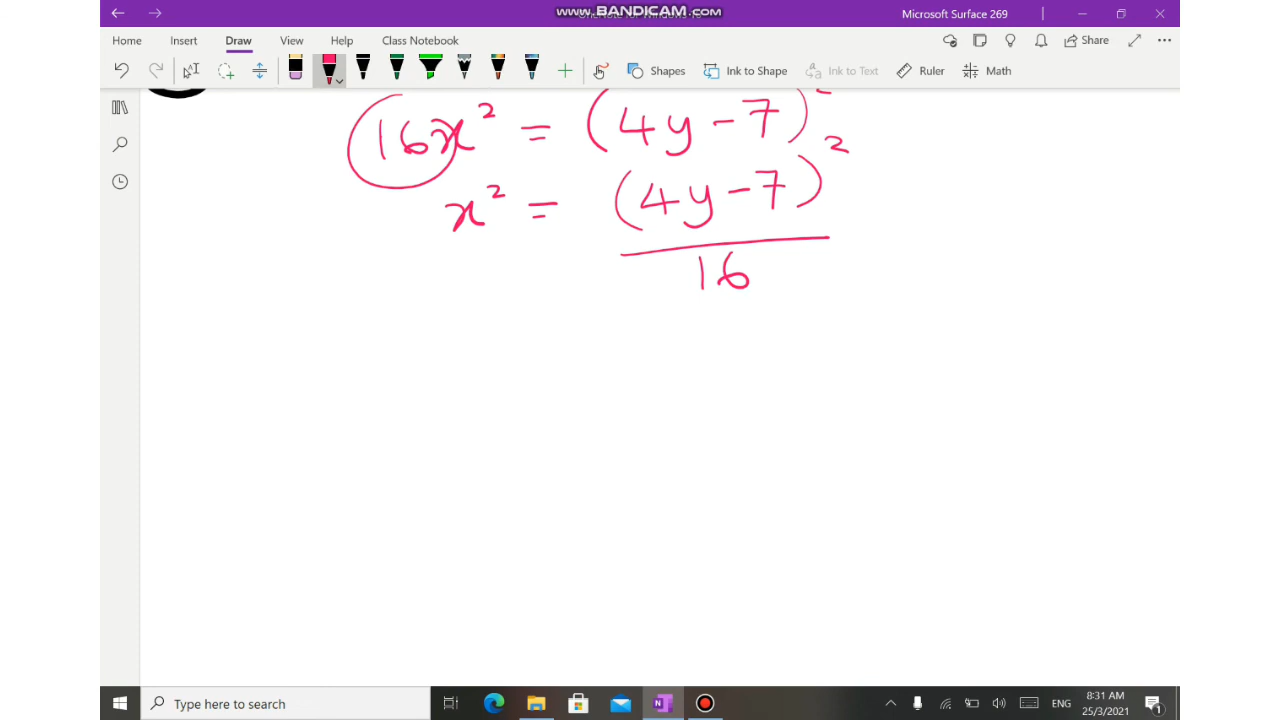 www.BANDICAM.com
Microsoft Surface 269
Home Insert Draw View Help Class Notebook Share
Shapes Ink to Shape Ink to Text Ruler Math
16x² = (4y - 7)²
x² = (4y - 7)²
16
Type here to search
ENG
8:31 AM
25/3/2021
1